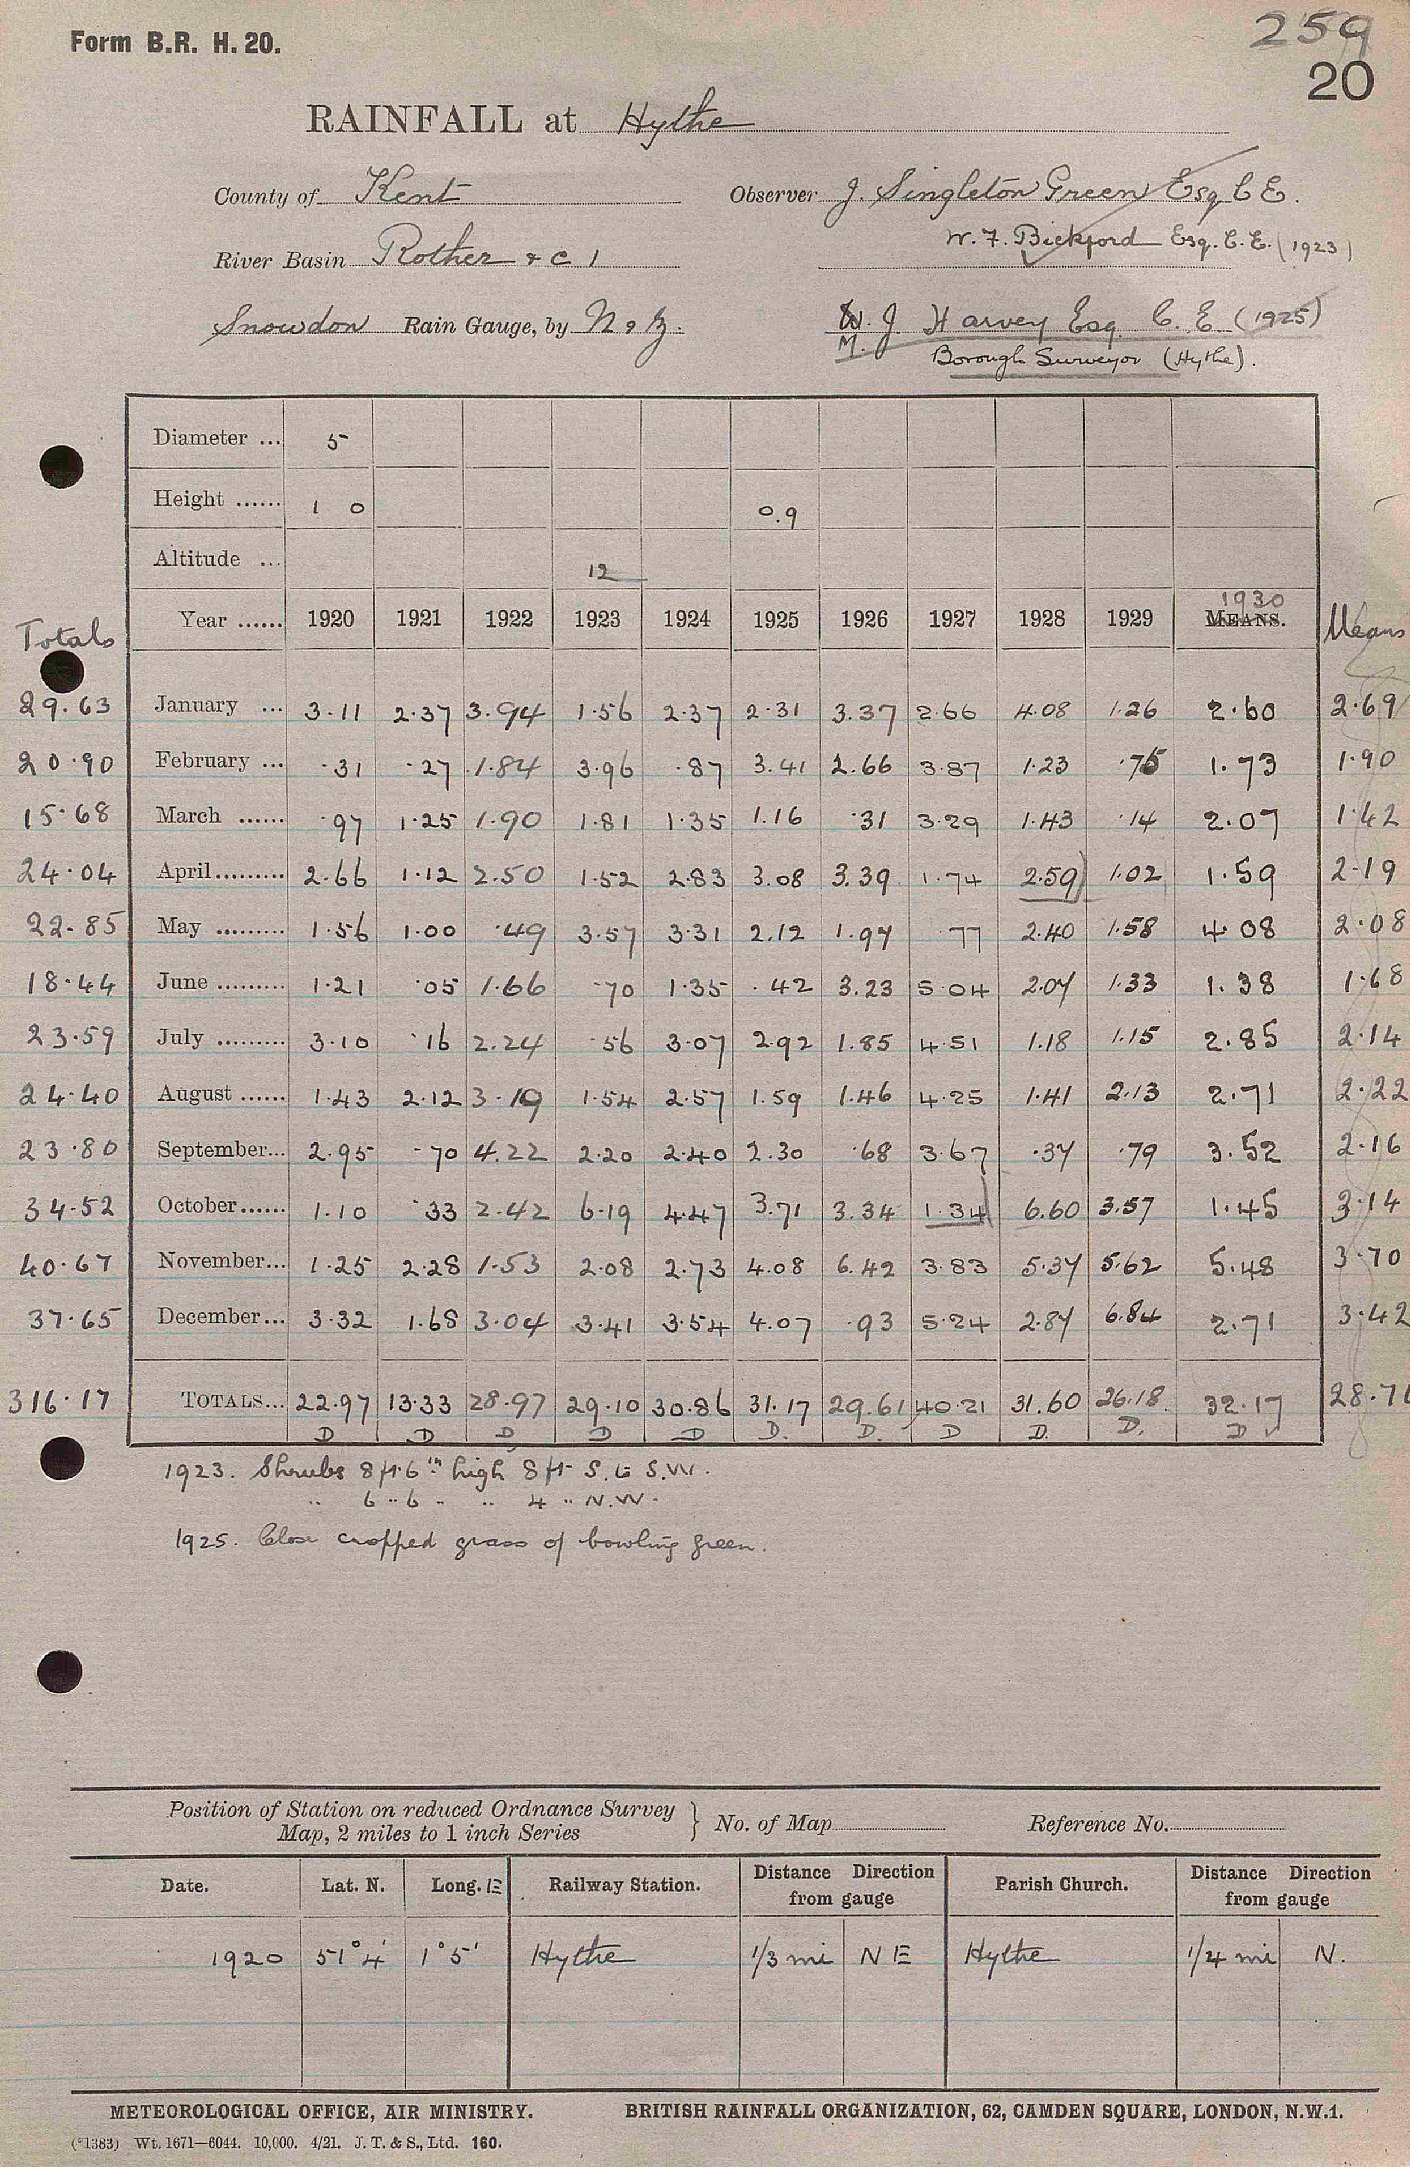 259
Form B.R. H. 20.
20
RAINFALL at Hythe
County of Kent Observer J. Singleton Green Esq C E.
W. F. Bickford Esq. C. E. (1923)
River Basin Rother & C 1
Snowdon Rain Gauge, by N & Z. W. J Harvey Esq. C. E. (1925)
M.
Borough Surveyor (Hythe).
Diameter ... 5
Height ...... 1 0 0.9
Altitude ... 12
Totals Year ...... 1920 1921 1922 1923 1924 1925 1926 1927 1928 1929 1930 MEANS. Means
29.63 January ... 3.11 2.37 3.94 1.56 2.37 2.31 3.37 2.66 4.08 1.26 2.60 2.69
20.90 February ... .31 .27 1.84 3.96 .87 3.41 2.66 3.87 1.23 .75 1.73 1.90
15.68 March ...... .97 1.25 1.90 1.81 1.35 1.16 .31 3.29 1.43 .14 2.07 1.42
24.04 April......... 2.66 1.12 2.50 1.52 2.83 3.08 3.39 1.74 2.59 1.02 1.59 2.19
22.85 May ......... 1.56 1.00 .49 3.57 3.31 2.12 1.97 .77 2.40 1.58 4.08 2.08
18.44 June ......... 1.21 .05 1.66 .70 1.35 .42 3.23 5.04 2.07 1.33 1.38 1.68
23.59 July ......... 3.10 .16 2.24 .56 3.07 2.92 1.85 4.51 1.18 1.15 2.85 2.14
24.40 August ...... 1.43 2.12 3.19 1.54 2.57 1.59 1.46 4.25 1.41 2.13 2.71 2.22
23.80 September... 2.95 .70 4.22 2.20 2.40 2.30 .68 3.67 .37 .79 3.52 2.16
34.52 October...... 1.10 .33 2.42 6.19 4.47 3.71 3.34 1.34 6.60 3.57 1.45 3.14
40.67 November... 1.25 2.28 1.53 2.08 2.73 4.08 6.42 3.83 5.37 5.62 5.48 3.70
37.65 December... 3.32 1.68 3.04 3.41 3.54 4.07 .93 5.24 2.87 6.84 2.71 3.42
316.17 TOTALS... 22.97 13.33 28.97 29.10 30.86 31.17 29.61 40.21 31.60 26.18 32.17 28.71
D D D D D D. D. D D. D. D
1923. Shrubs 8 ft 6 in high 8 ft S. to S.W.
" 6 " 6 " " 4 " N.W.
1925. Close cropped grass of bowling green.
Position of Station on reduced Ordnance Survey Map, 2 miles to 1 inch Series } No. of Map Reference No.
Date. Lat. N. Long. E Railway Station. Distance Direction from gauge Parish Church. Distance Direction from gauge
1920 51° 4' 1° 5' Hythe 1/3 mi N E Hythe 1/4 mi N.
METEOROLOGICAL OFFICE, AIR MINISTRY. BRITISH RAINFALL ORGANIZATION, 62, CAMDEN SQUARE, LONDON, N.W.1.
(*1383) Wt. 1671—6044. 10,000. 4/21. J. T. & S., Ltd. 160.